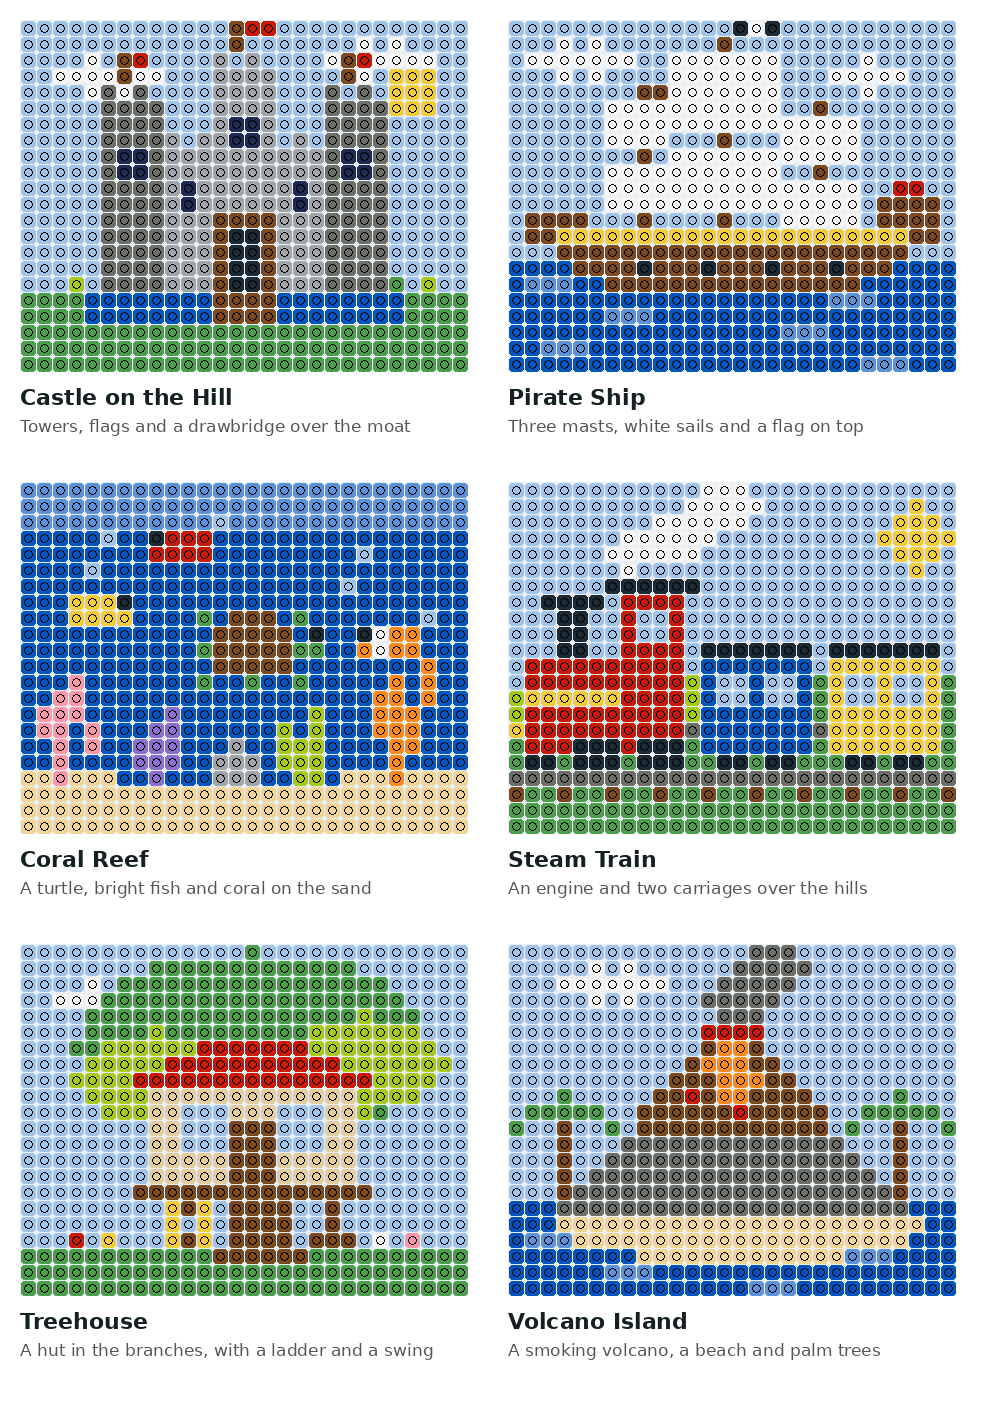 Castle on the Hill
Towers, flags and a drawbridge over the moat
Pirate Ship
Three masts, white sails and a flag on top
Coral Reef
A turtle, bright fish and coral on the sand
Steam Train
An engine and two carriages over the hills
Treehouse
A hut in the branches, with a ladder and a swing
Volcano Island
A smoking volcano, a beach and palm trees